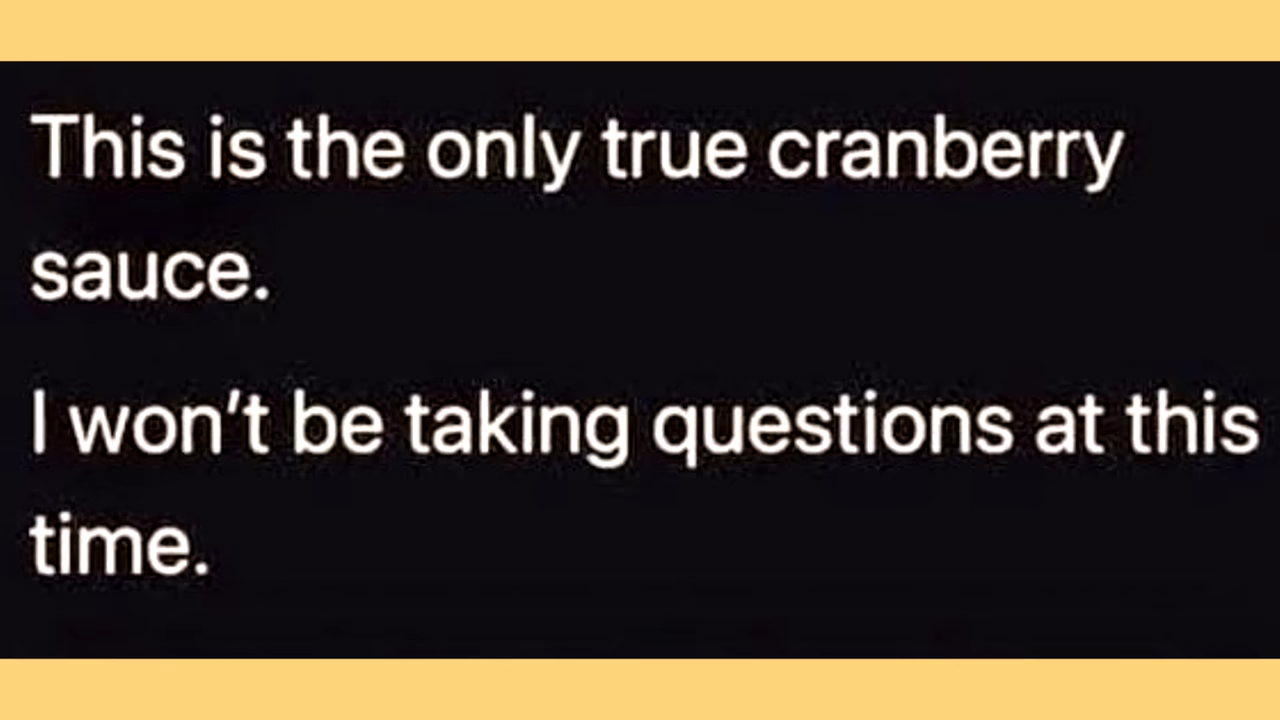 This is the only true cranberry
sauce.
I won’t be taking questions at this
time.